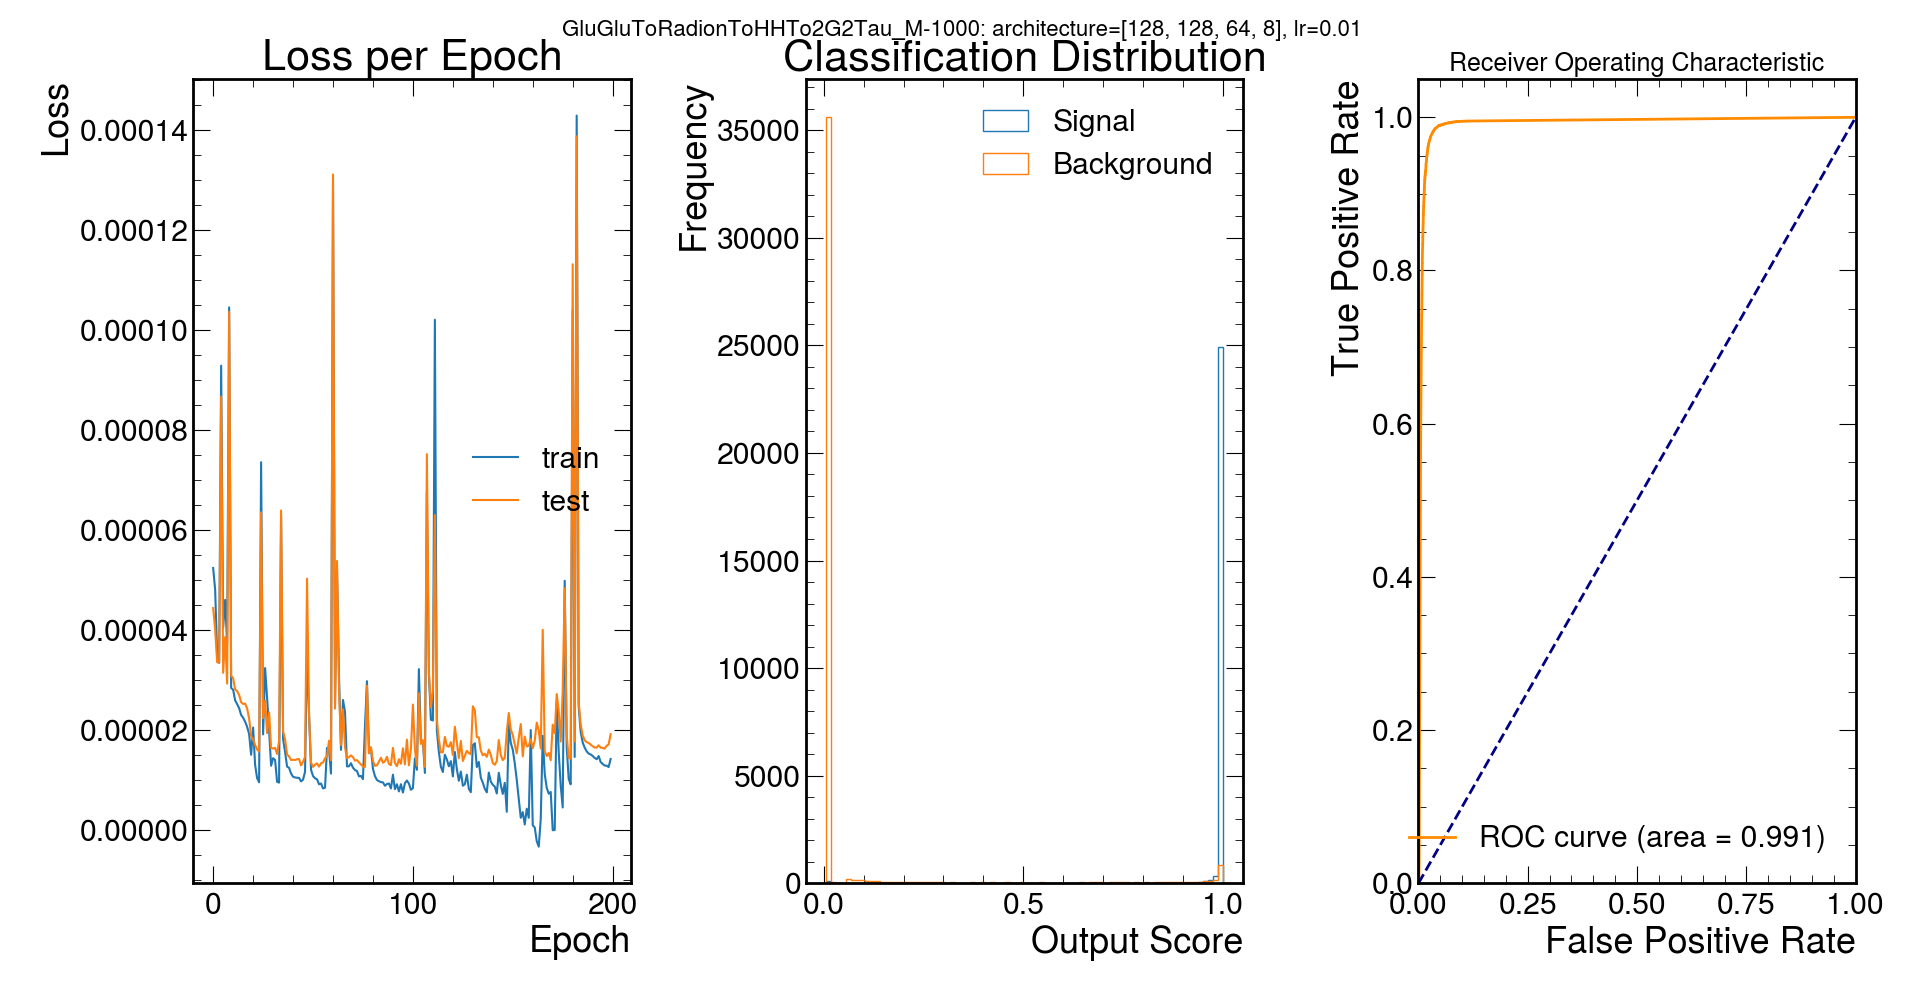 GluGluToRadionToHHTo2G2Tau_M-1000: architecture=[128, 128, 64, 8], lr=0.01
Loss per Epoch
Loss
0.00014
0.00012
0.00010
0.00008
0.00006
0.00004
0.00002
0.00000
train
test
0 100 200
Epoch
Classification Distribution
Frequency
35000
30000
25000
20000
15000
10000
5000
0
Signal
Background
0.0 0.5 1.0
Output Score
Receiver Operating Characteristic
True Positive Rate
1.0
0.8
0.6
0.4
0.2
0.0
ROC curve (area = 0.991)
0.00 0.25 0.50 0.75 1.00
False Positive Rate